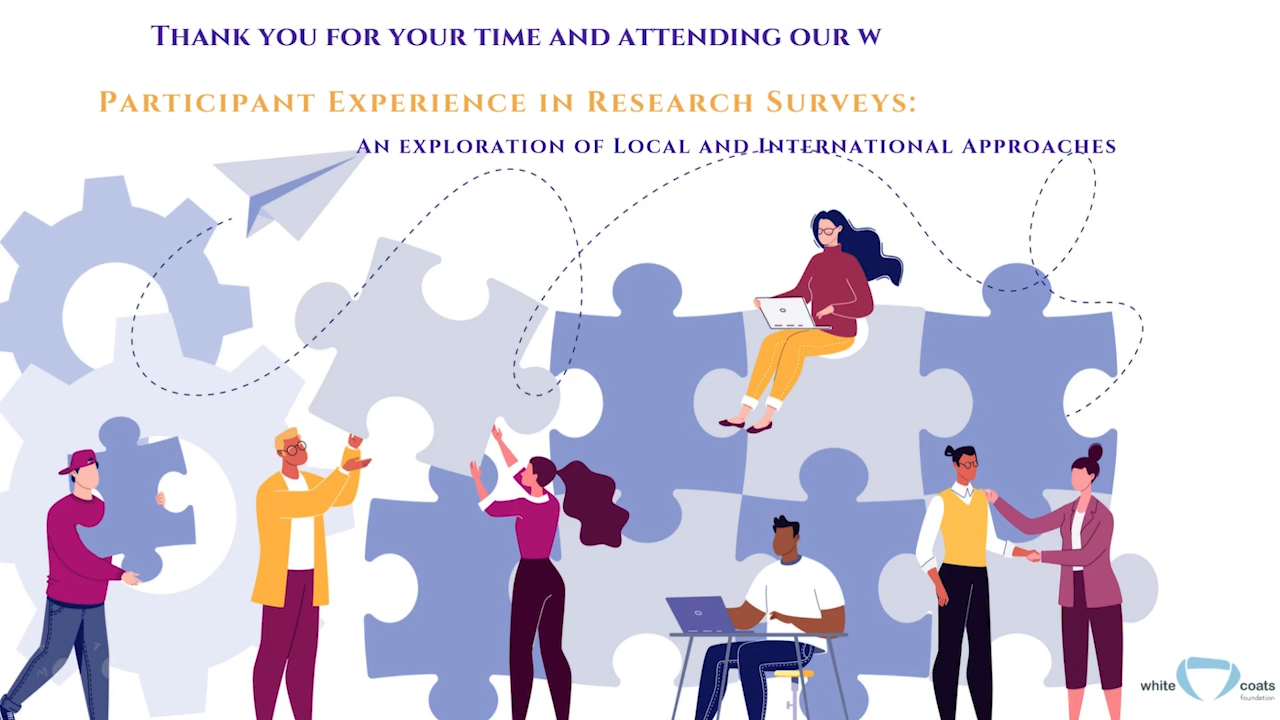 Thank you for your time and attending our w
Participant Experience in Research Surveys:
An exploration of Local and International Approaches
white coats
foundation